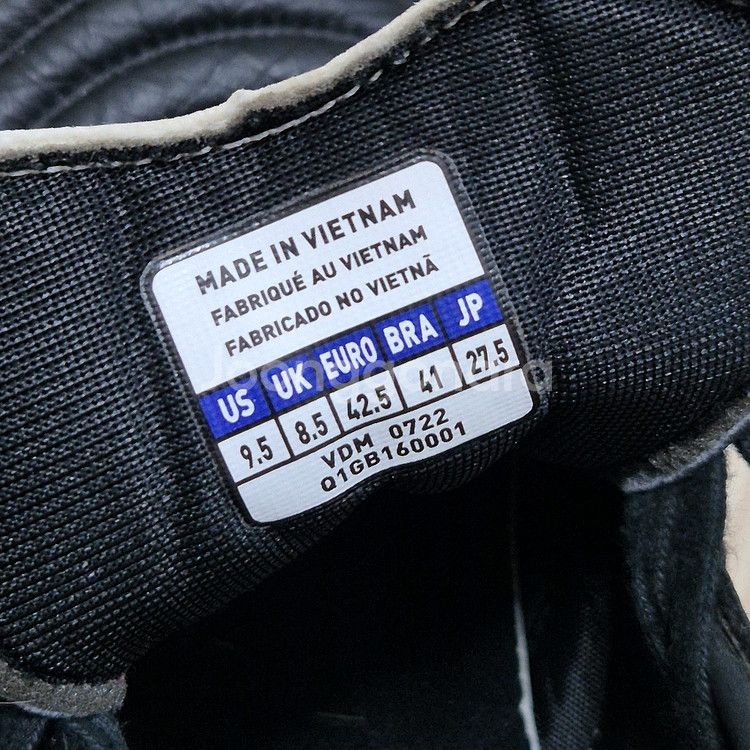 MADE IN VIETNAM
FABRIQUÉ AU VIETNAM
FABRICADO NO VIETNÃ
US UK EURO BRA JP
9.5 8.5 42.5 41 27.5
VDM 0722
Q1GB160001
Joonggonara